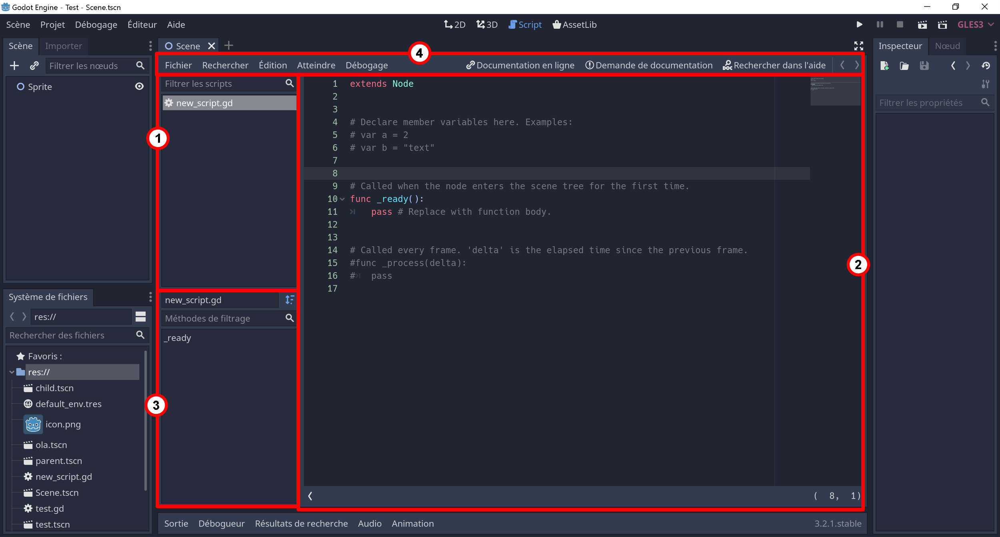 Godot Engine - Test - Scene.tscn
Scène Projet Débogage Éditeur Aide
2D 3D Script AssetLib
GLES3
Scène Importer
Filtrer les nœuds
Sprite
Système de fichiers
res://
Rechercher des fichiers
Favoris :
res://
child.tscn
default_env.tres
icon.png
ola.tscn
parent.tscn
new_script.gd
Scene.tscn
test.gd
test.tscn
Scene
4
Fichier Rechercher Édition Atteindre Débogage Documentation en ligne Demande de documentation Rechercher dans l'aide
Filtrer les scripts
new_script.gd
1
new_script.gd
Méthodes de filtrage
_ready
3
1 extends Node
2
3
4 # Declare member variables here. Examples:
5 # var a = 2
6 # var b = "text"
7
8
9 # Called when the node enters the scene tree for the first time.
10 func _ready():
11 pass # Replace with function body.
12
13
14 # Called every frame. 'delta' is the elapsed time since the previous frame.
15 #func _process(delta):
16 # pass
17
2
( 8, 1)
Sortie Débogueur Résultats de recherche Audio Animation 3.2.1.stable
Inspecteur Nœud
Filtrer les propriétés